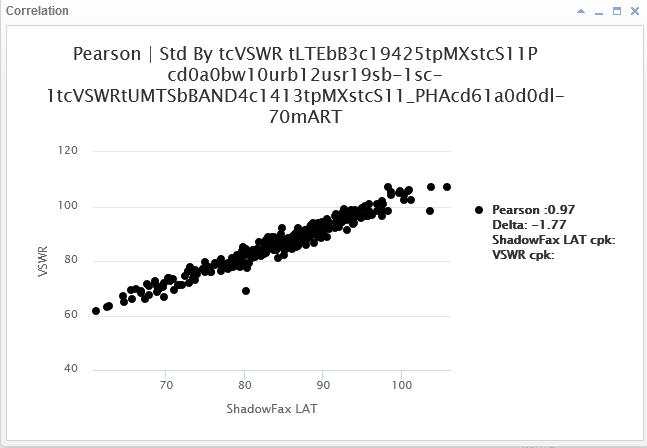 Correlation
Pearson | Std By tcVSWR tLTEbB3c19425tpMXstcS11P
cd0a0bw10urb12usr19sb-1sc-
1tcVSWRtUMTSbBAND4c1413tpMXstcS11_PHAcd61a0d0dl-
70mART
120
100
80
60
40
VSWR
70
80
90
100
ShadowFax LAT
Pearson :0.97
Delta: -1.77
ShadowFax LAT cpk:
VSWR cpk: